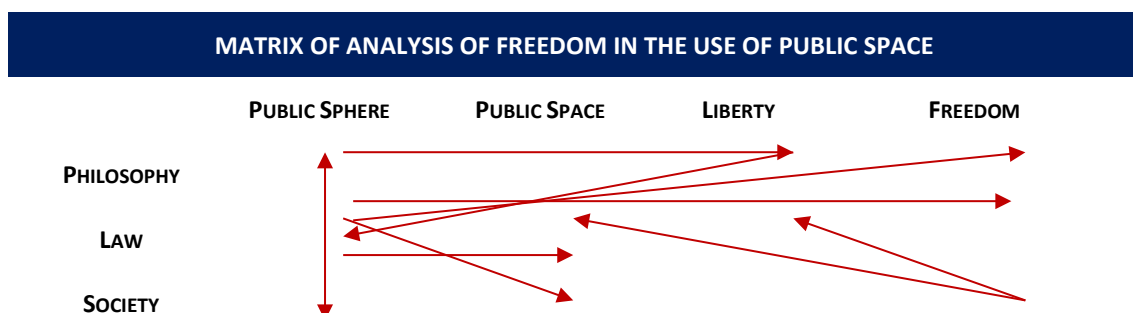 MATRIX OF ANALYSIS OF FREEDOM IN THE USE OF PUBLIC SPACE
PUBLIC SPHERE PUBLIC SPACE LIBERTY FREEDOM
PHILOSOPHY
LAW
SOCIETY